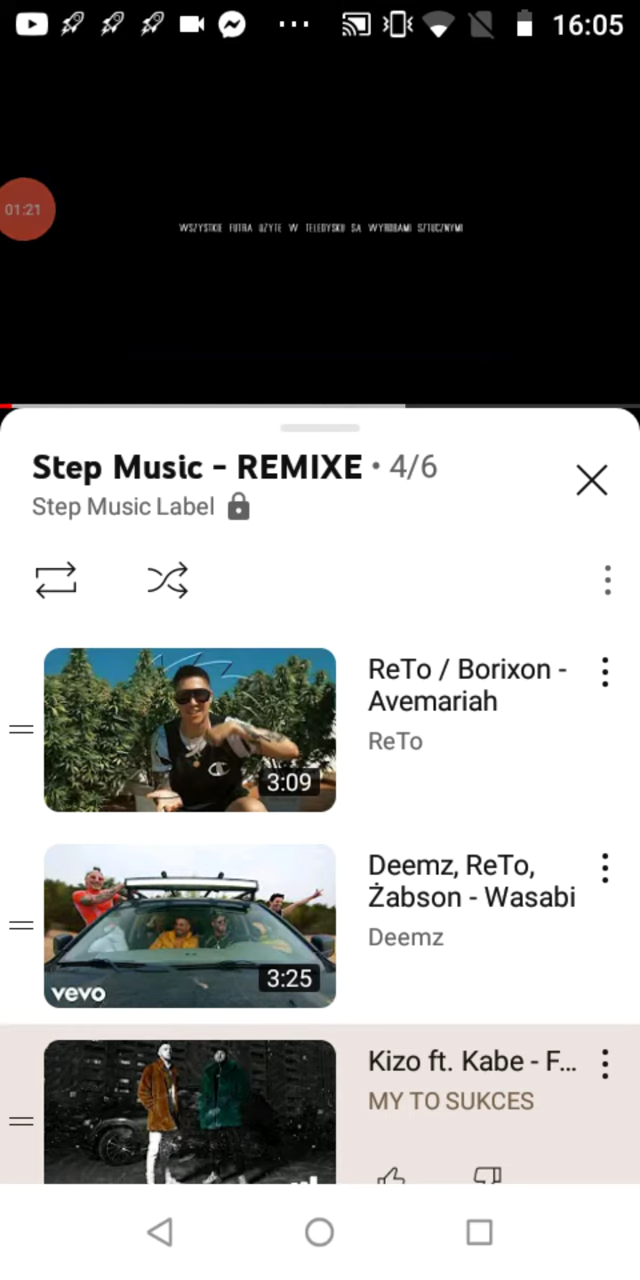 16:05
01:21
WSZYSTKIE FUTRA UŻYTE W TELEDYSKU SĄ WYROBAMI SZTUCZNYMI
Step Music - REMIXE • 4/6
Step Music Label
ReTo / Borixon -
Avemariah
ReTo
3:09
Deemz, ReTo,
Żabson - Wasabi
Deemz
3:25
vevo
Kizo ft. Kabe - F...
MY TO SUKCES